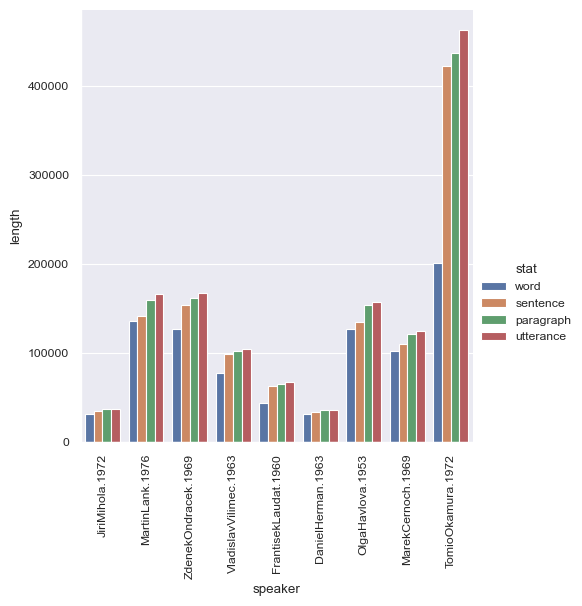 400000
300000
200000
100000
0
length
JiriMihola.1972
MartinLank.1976
ZdenekOndracek.1969
VladislavVilimec.1963
FrantisekLaudat.1960
DanielHerman.1963
OlgaHavlova.1953
MarekCernoch.1969
TomioOkamura.1972
speaker
stat
word
sentence
paragraph
utterance